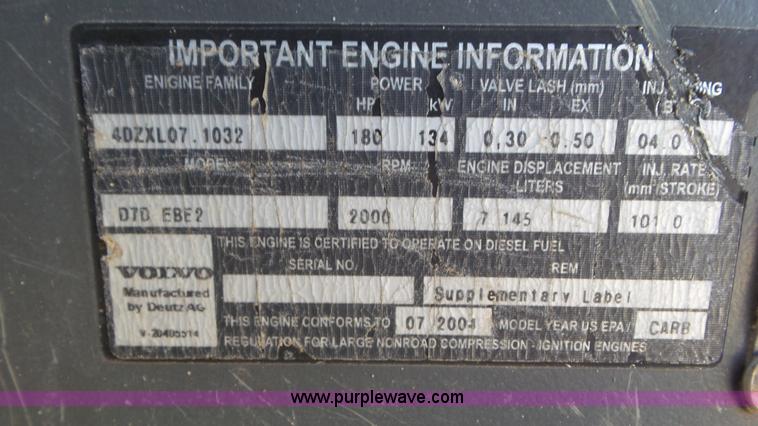 IMPORTANT ENGINE INFORMATION
ENIGINE FAMILY POWER VALVE LASH (mm)
HP kW IN EX
4DZXL07.1032 180 134 0,30 0.50 04.0
MODEL RPM ENGINE DISPLACEMENT INJ. RATE
LITERS (mm /STROKE)
D7D EBE2 2000 7 145 101 0
THIS ENGINE IS CERTIFIED TO OPERATE ON DIESEL FUEL
SERIAL NO. REM
VOLVO
Manufactured
by Deutz AG
Supplementary Label
THIS ENGINE CONFORMS TO 07 2004 MODEL YEAR US EPA / CARB
REGULATION FOR LARGE NONROAD COMPRESSION - IGNITION ENGINES
www.purplewave.com